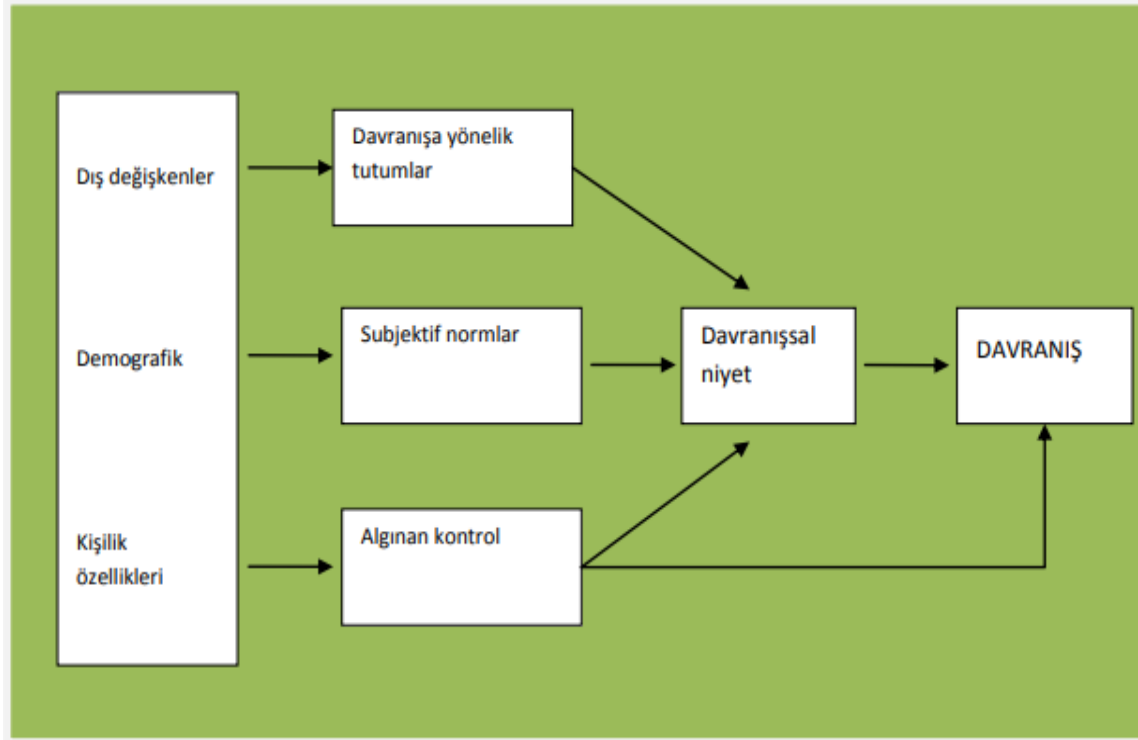 Dış değişkenler
Demografik
Kişilik
özellikleri
Davranışa yönelik
tutumlar
Subjektif normlar
Algınan kontrol
Davranışsal
niyet
DAVRANIŞ